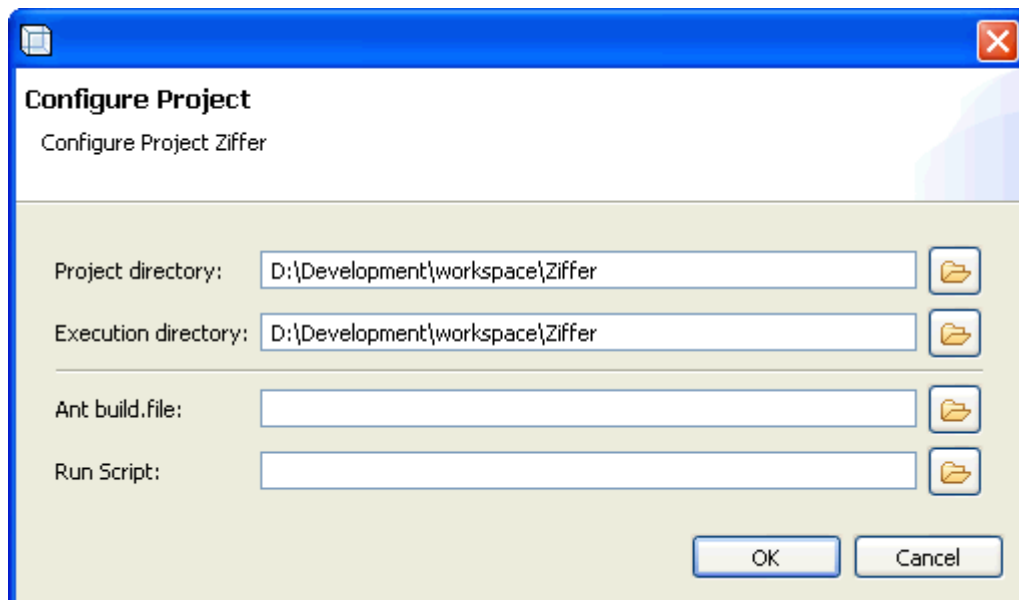 Configure Project
Configure Project Ziffer
Project directory: D:\Development\workspace\Ziffer
Execution directory: D:\Development\workspace\Ziffer
Ant build.file:
Run Script:
OK Cancel